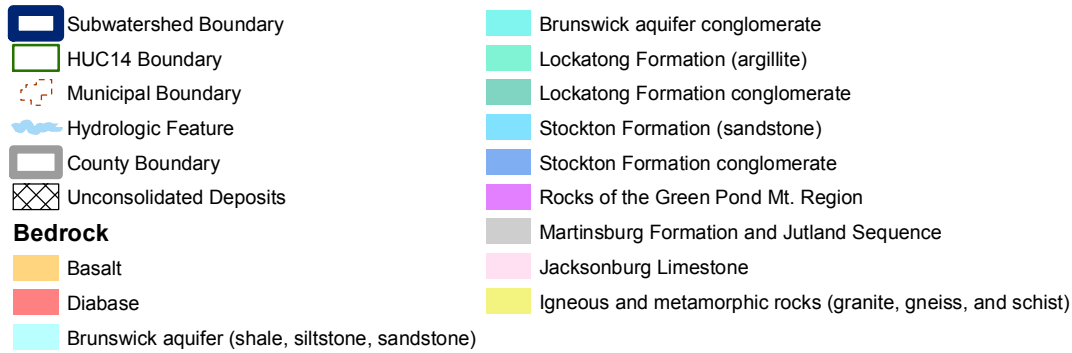 Subwatershed Boundary
HUC14 Boundary
Municipal Boundary
Hydrologic Feature
County Boundary
Unconsolidated Deposits
Bedrock
Basalt
Diabase
Brunswick aquifer (shale, siltstone, sandstone)
Brunswick aquifer conglomerate
Lockatong Formation (argillite)
Lockatong Formation conglomerate
Stockton Formation (sandstone)
Stockton Formation conglomerate
Rocks of the Green Pond Mt. Region
Martinsburg Formation and Jutland Sequence
Jacksonburg Limestone
Igneous and metamorphic rocks (granite, gneiss, and schist)